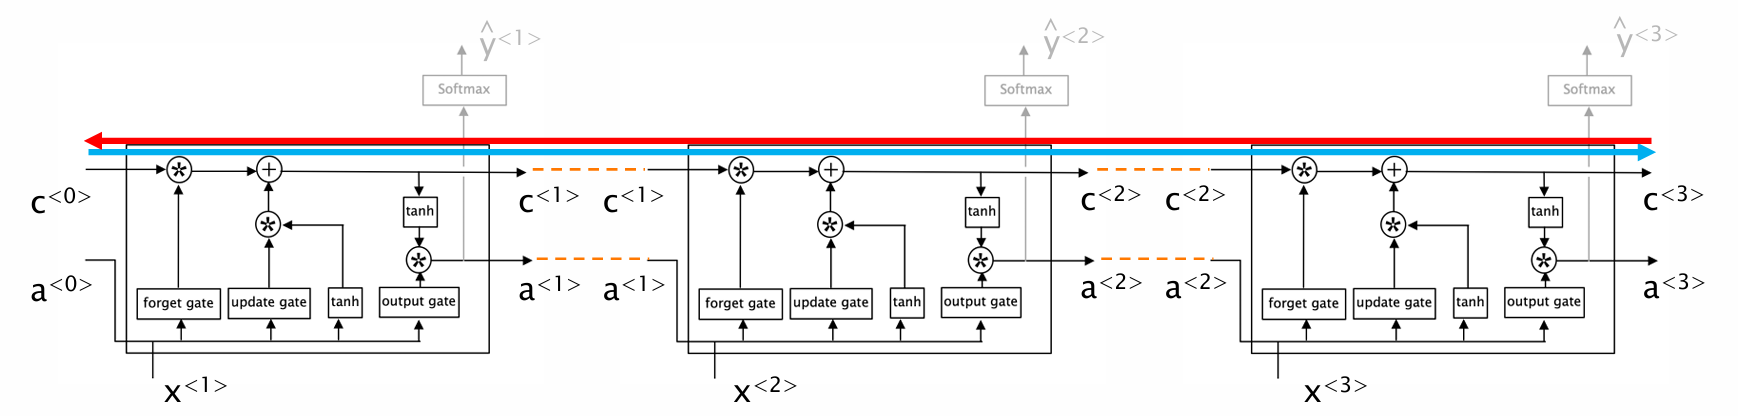 ŷ<1> ŷ<2> ŷ<3>
Softmax Softmax Softmax
* + * + * +
c<0> c<1> c<1> c<2> c<2> c<3>
* tanh * tanh * tanh
* * *
a<0> a<1> a<1> a<2> a<2> a<3>
forget gate update gate tanh output gate forget gate update gate tanh output gate forget gate update gate tanh output gate
x<1> x<2> x<3>